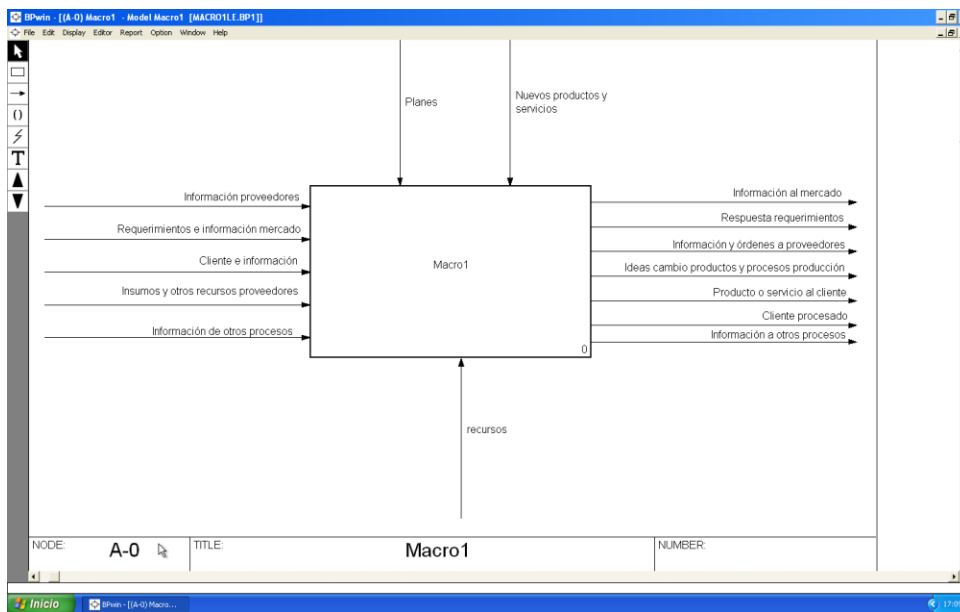 BPwin - [(A-0) Macro1 - Model Macro1 [MACRO1LE.BP1]]
File Edit Display Editor Report Option Window Help
Planes
Nuevos productos y
servicios
Información proveedores
Requerimientos e información mercado
Cliente e información
Insumos y otros recursos proveedores
Información de otros procesos
Macro1
0
Información al mercado
Respuesta requerimientos
Información y órdenes a proveedores
Ideas cambio productos y procesos producción
Producto o servicio al cliente
Cliente procesado
Información a otros procesos
recursos
NODE: A-0 TITLE: Macro1 NUMBER:
Inicio BPwin - [(A-0) Macro...